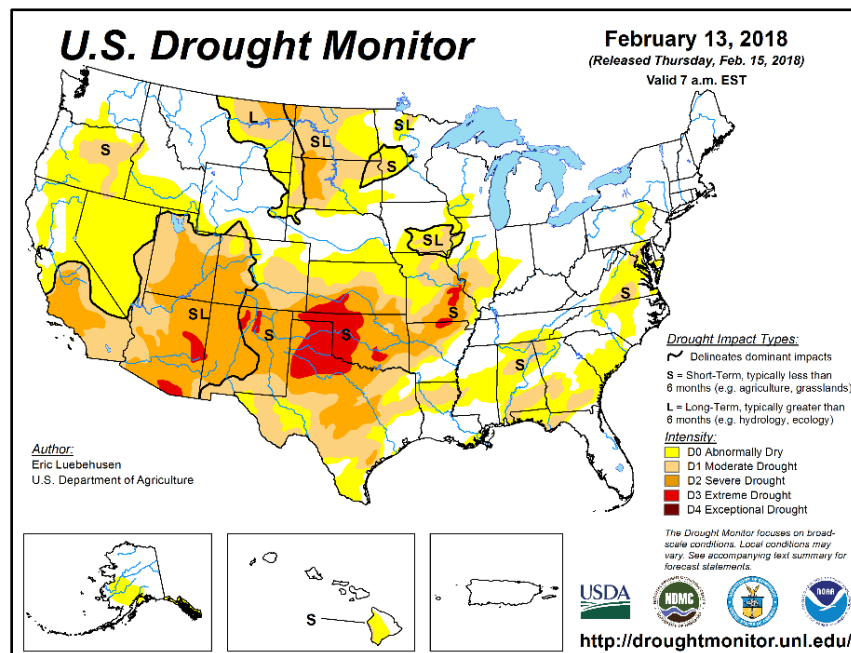 U.S. Drought Monitor
February 13, 2018
(Released Thursday, Feb. 15, 2018)
Valid 7 a.m. EST
L
SL
SL
S
S
SL
SL
S
S
S
S
S
Drought Impact Types:
Delineates dominant impacts
S = Short-Term, typically less than
6 months (e.g. agriculture, grasslands)
L = Long-Term, typically greater than
6 months (e.g. hydrology, ecology)
Author:
Eric Luebehusen
U.S. Department of Agriculture
Intensity:
D0 Abnormally Dry
D1 Moderate Drought
D2 Severe Drought
D3 Extreme Drought
D4 Exceptional Drought
The Drought Monitor focuses on broad-
scale conditions. Local conditions may
vary. See accompanying text summary for
forecast statements.
S
USDA
NDMC
NOAA
http://droughtmonitor.unl.edu/